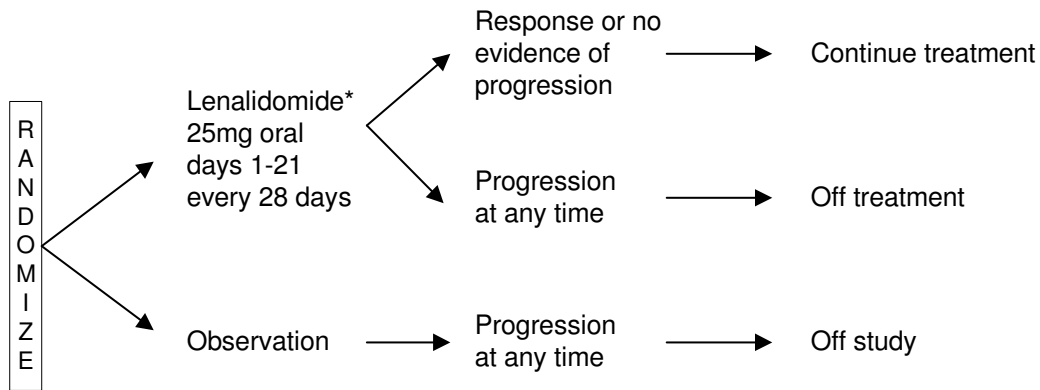 RANDOMIZE
Lenalidomide*
25mg oral
days 1-21
every 28 days
Response or no
evidence of
progression
Continue treatment
Progression
at any time
Off treatment
Observation
Progression
at any time
Off study